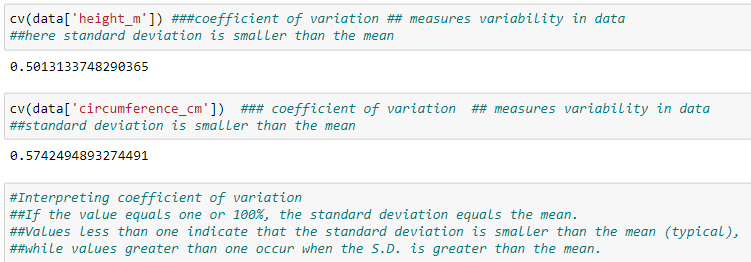 cv(data['height_m']) ###coefficient of variation ## measures variability in data
##here standard deviation is smaller than the mean
0.5013133748290365
cv(data['circumference_cm'])  ### coefficient of variation  ## measures variability in data
##standard deviation is smaller than the mean
0.5742494893274491
#Interpreting coefficient of variation
##If the value equals one or 100%, the standard deviation equals the mean.
##Values less than one indicate that the standard deviation is smaller than the mean (typical),
##while values greater than one occur when the S.D. is greater than the mean.